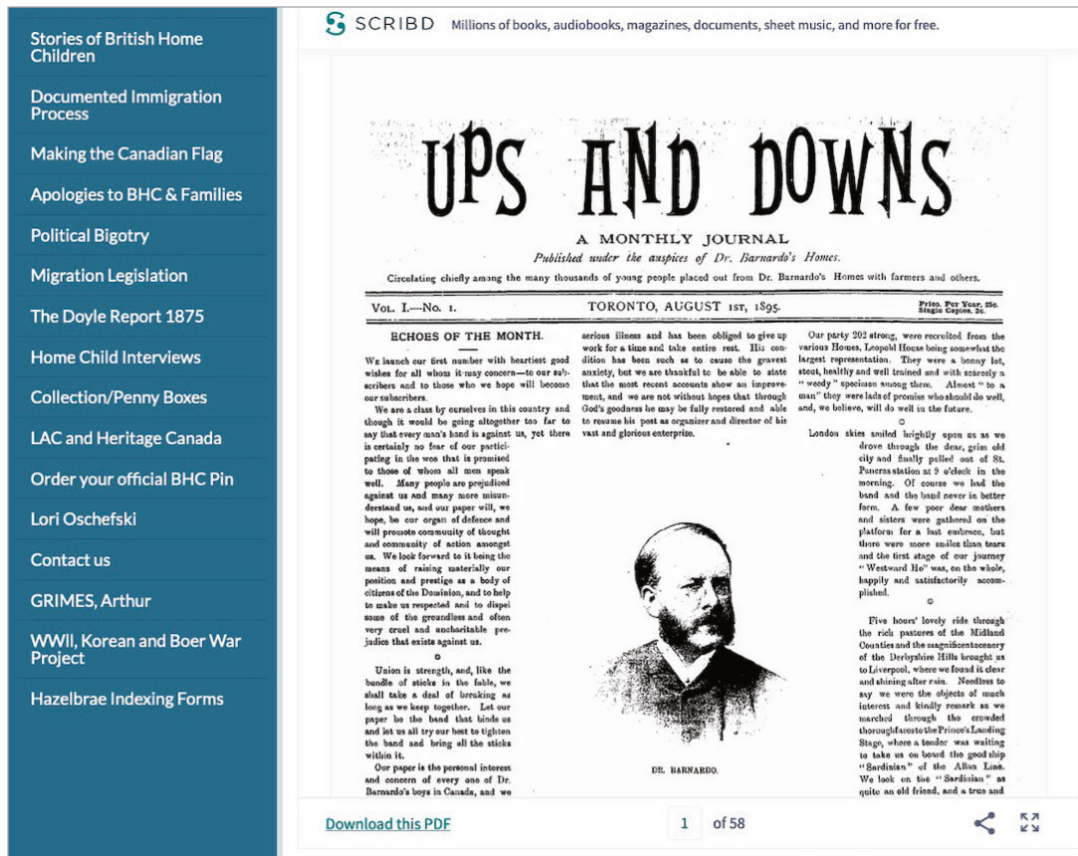 Stories of British Home
Children
Documented Immigration
Process
Making the Canadian Flag
Apologies to BHC & Families
Political Bigotry
Migration Legislation
The Doyle Report 1875
Home Child Interviews
Collection/Penny Boxes
LAC and Heritage Canada
Order your official BHC Pin
Lori Oschefski
Contact us
GRIMES, Arthur
WWII, Korean and Boer War
Project
Hazelbrae Indexing Forms
SCRIBD Millions of books, audiobooks, magazines, documents, sheet music, and more for free.
UPS AND DOWNS
A MONTHLY JOURNAL
Published under the auspices of Dr. Barnardo's Homes.
Circulating chiefly among the many thousands of young people placed out from Dr. Barnardo's Homes with farmers and others.
VOL. I.—No. 1.
TORONTO, AUGUST 1ST, 1895.
Price, Per Year, 25c.
Single Copies, 3c.
ECHOES OF THE MONTH.
We launch our first number with heartiest good
wishes for all whom it may concern—to our sub-
scribers and to those who we hope will become
our subscribers.
We are a class by ourselves in this country and
though it would be going altogether too far to
say that every man's hand is against us, yet there
is certainly no fear of our partici-
pating in the woe that is promised
to those of whom all men speak
well. Many people are prejudiced
against us and many more misun-
derstand us, and our paper will, we
hope, be our organ of defence and
will promote community of thought
and community of action amongst
us. We look forward to it being the
means of raising materially our
position and prestige as a body of
citizens of the Dominion, and to help
to make us respected and to dispel
some of the groundless and often
very cruel and uncharitable pre-
judice that exists against us.
Union is strength, and, like the
bundle of sticks in the fable, we
shall take a deal of breaking as
long as we keep together. Let our
paper be the band that binds us
and let us all try our best to tighten
the band and bring all the sticks
within it.
Our paper is the personal interest
and concern of every one of Dr.
Barnardo's boys in Canada, and we
serious illness and has been obliged to give up
work for a time and take entire rest. His con-
dition has been such as to cause the gravest
anxiety, but we are thankful to be able to state
that the most recent accounts show an improve-
ment, and we are not without hopes that through
God's goodness he may be fully restored and able
to resume his post as organizer and director of his
vast and glorious enterprise.
DR. BARNARDO.
Our party 202 strong, were recruited from the
various Homes, Leopold House being somewhat the
largest representation. They were a bonny lot,
stout, healthy and well trained and with scarcely a
"weedy" specimen among them. Almost "to a
man" they were lads of promise who should do well,
and, we believe, will do well in the future.
London skies smiled brightly upon us as we
drove through the dear, grim old
city and finally pulled out of St.
Pancras station at 9 o'clock in the
morning. Of course we had the
band and the band never in better
form. A few poor dear mothers
and sisters were gathered on the
platform for a last embrace, but
there were more smiles than tears
and the first stage of our journey
"Westward Ho" was, on the whole,
happily and satisfactorily accom-
plished.
Five hours' lovely ride through
the rich pastures of the Midland
Counties and the magnificent scenery
of the Derbyshire Hills brought us
to Liverpool, where we found it clear
and shining after rain. Needless to
say we were the objects of much
interest and kindly remark as we
marched through the crowded
thoroughfares to the Prince's Landing
Stage, where a tender was waiting
to take us on board the good ship
"Sardinian" of the Allan Line.
We look on the "Sardinian" as
quite an old friend, and a true and
Download this PDF
1 of 58